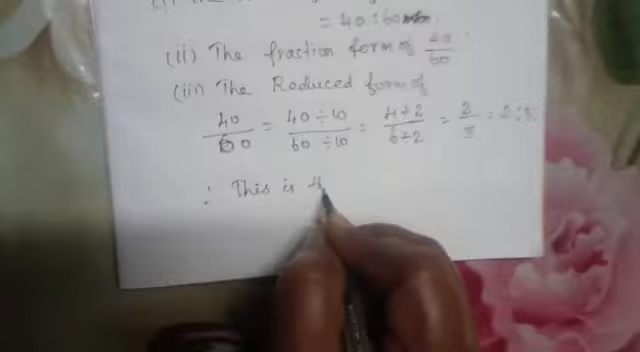 = 40:60
(ii) The fraction form of 40/60
(iii) The Reduced form of
40/60 = 40÷10/60÷10 = 4÷2/6÷2 = 2/3 = 2:3
∴ This is